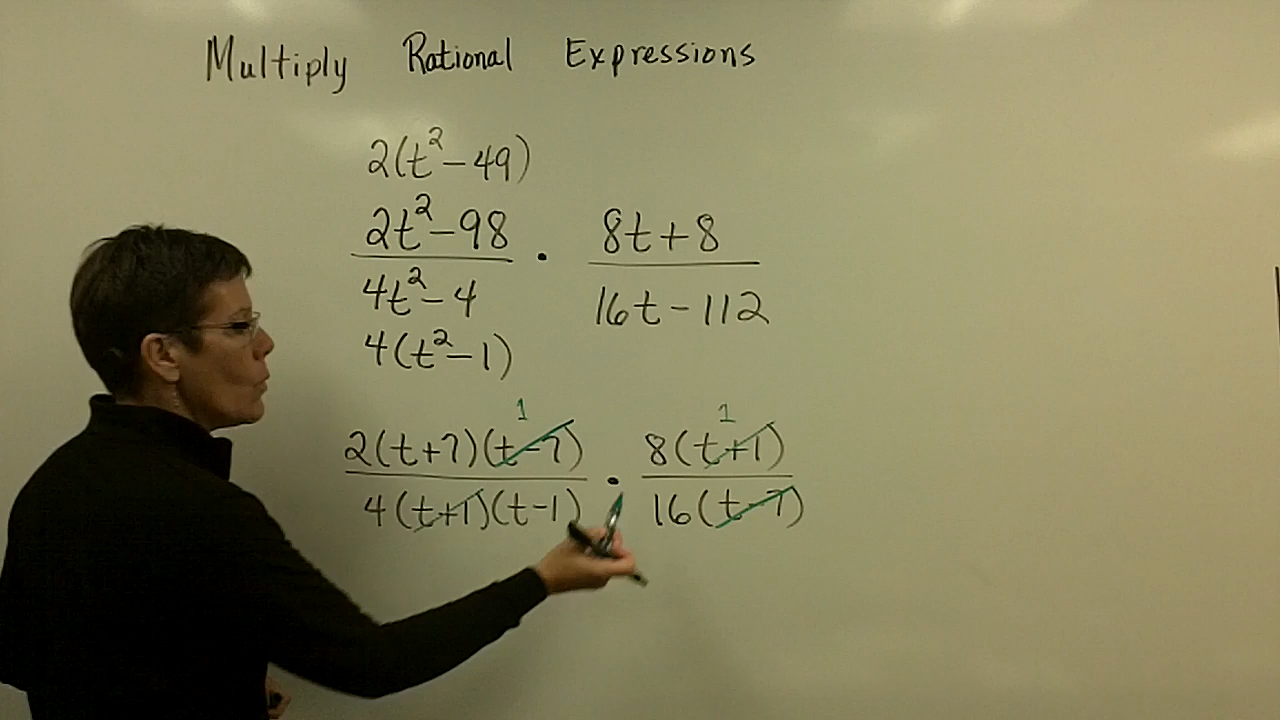 Multiply Rational Expressions
2(t²-49)
2t²-98 · 8t+8
4t²-4 16t-112
4(t²-1)
1 1
2(t+7)(t-7) · 8(t+1)
4(t+1)(t-1) 16(t-7)